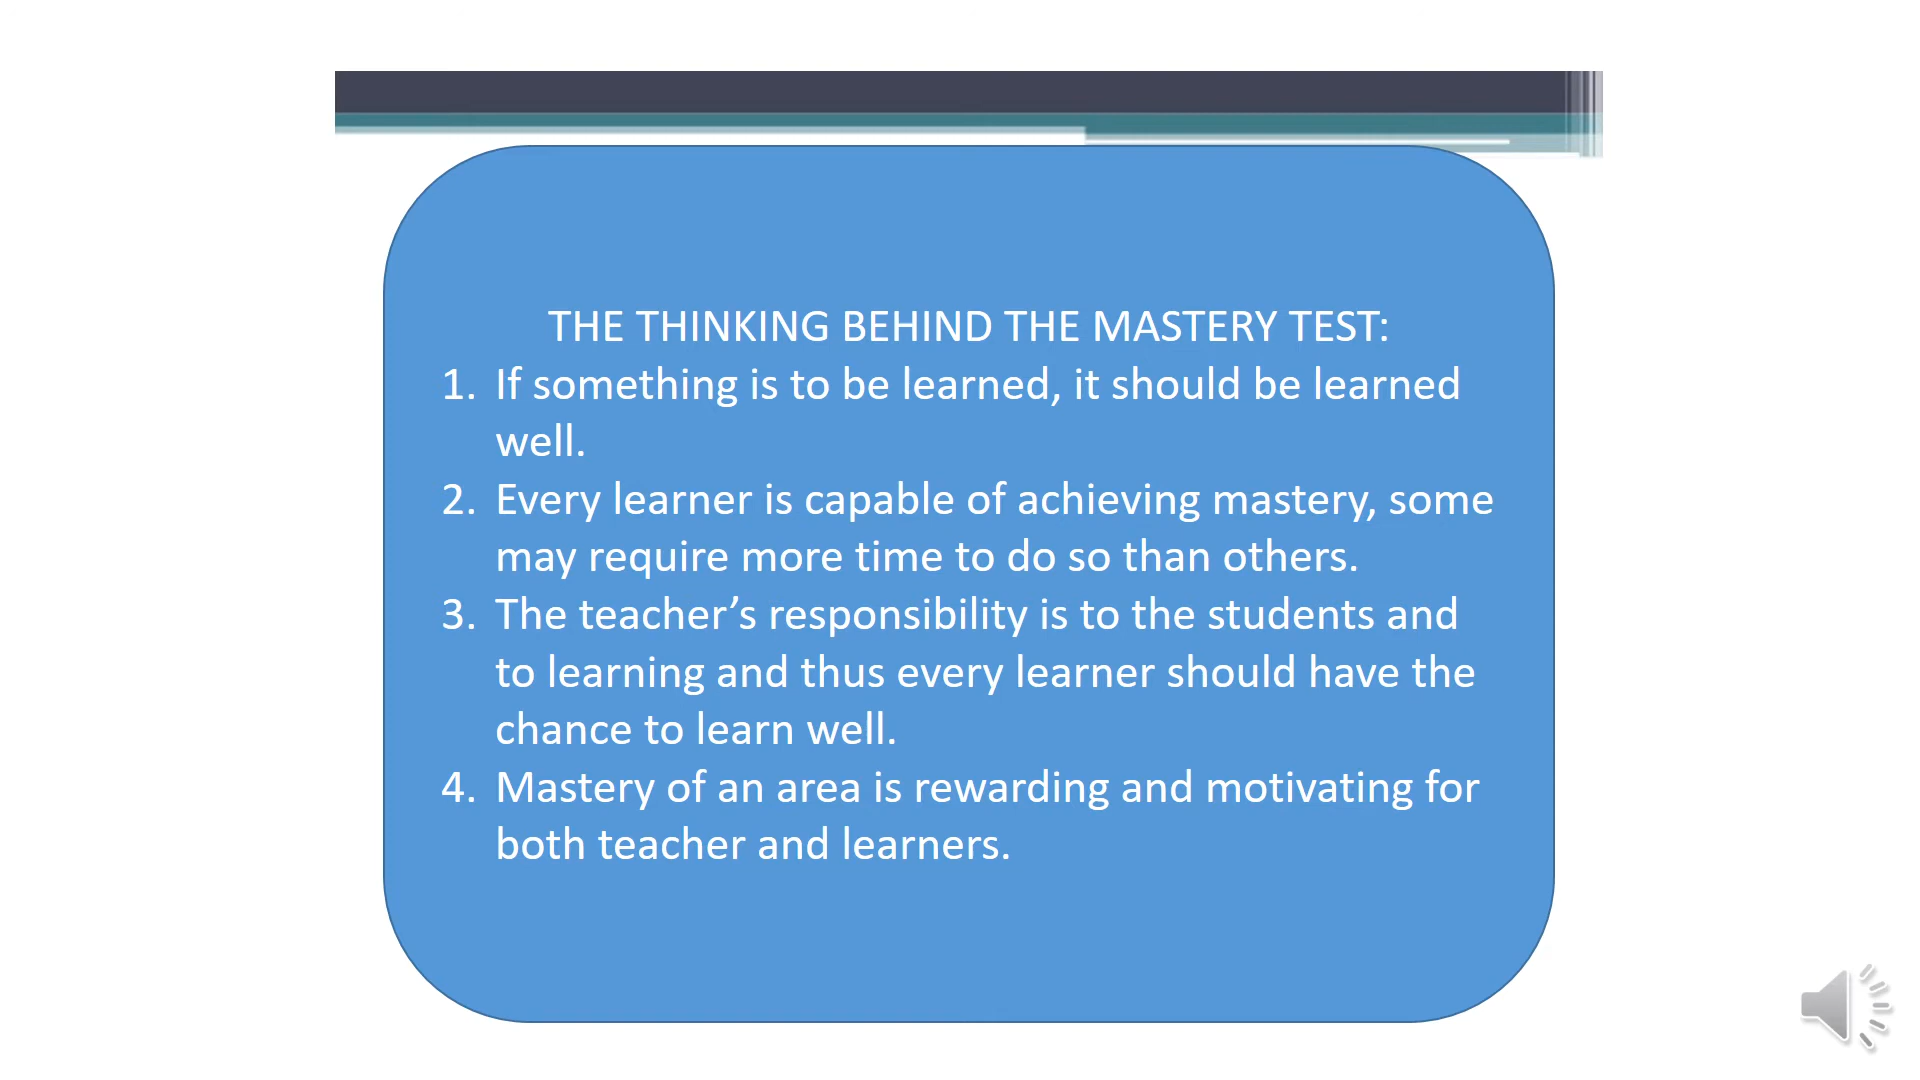 THE THINKING BEHIND THE MASTERY TEST:
1. If something is to be learned, it should be learned
well.
2. Every learner is capable of achieving mastery, some
may require more time to do so than others.
3. The teacher’s responsibility is to the students and
to learning and thus every learner should have the
chance to learn well.
4. Mastery of an area is rewarding and motivating for
both teacher and learners.